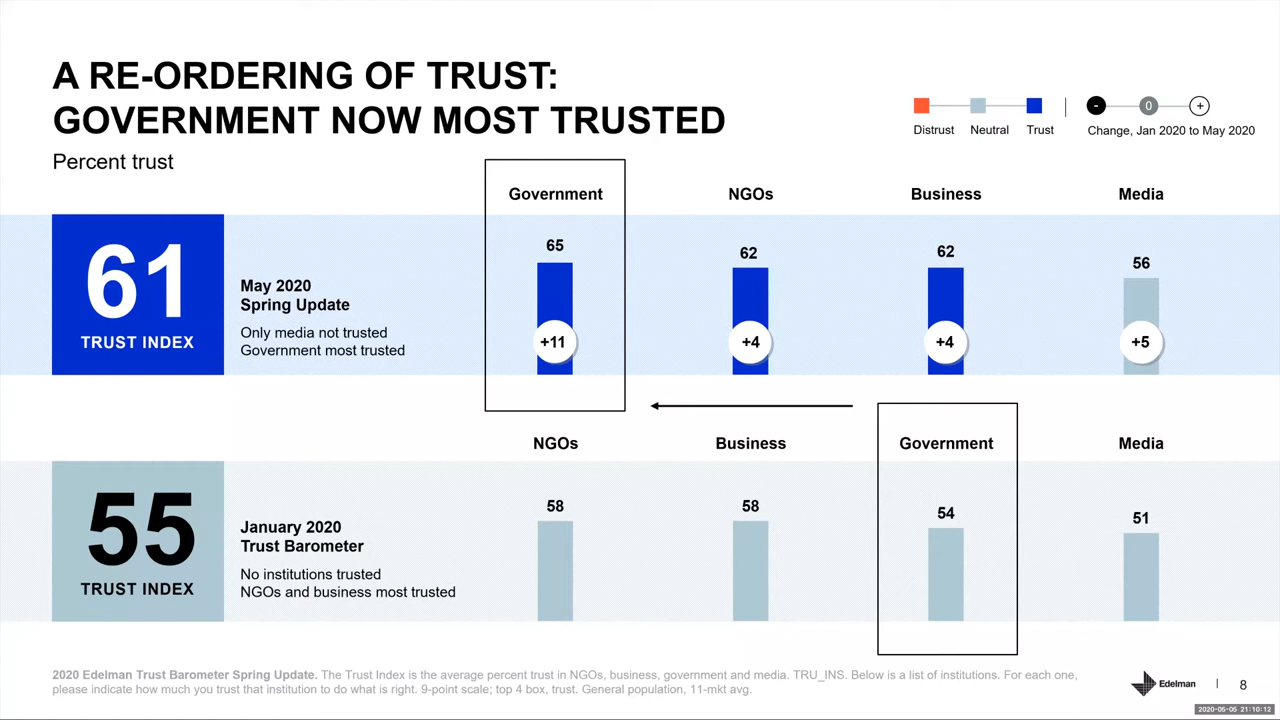 A RE-ORDERING OF TRUST:
GOVERNMENT NOW MOST TRUSTED
Percent trust
Distrust Neutral Trust
- 0 +
Change, Jan 2020 to May 2020
Government NGOs Business Media
61
TRUST INDEX
May 2020
Spring Update
Only media not trusted
Government most trusted
65 62 62 56
+11 +4 +4 +5
NGOs Business Government Media
55
TRUST INDEX
January 2020
Trust Barometer
No institutions trusted
NGOs and business most trusted
58 58 54 51
2020 Edelman Trust Barometer Spring Update. The Trust Index is the average percent trust in NGOs, business, government and media. TRU_INS. Below is a list of institutions. For each one,
please indicate how much you trust that institution to do what is right. 9-point scale; top 4 box, trust. General population, 11-mkt avg.
Edelman | 8
2020-05-05 21:10:12